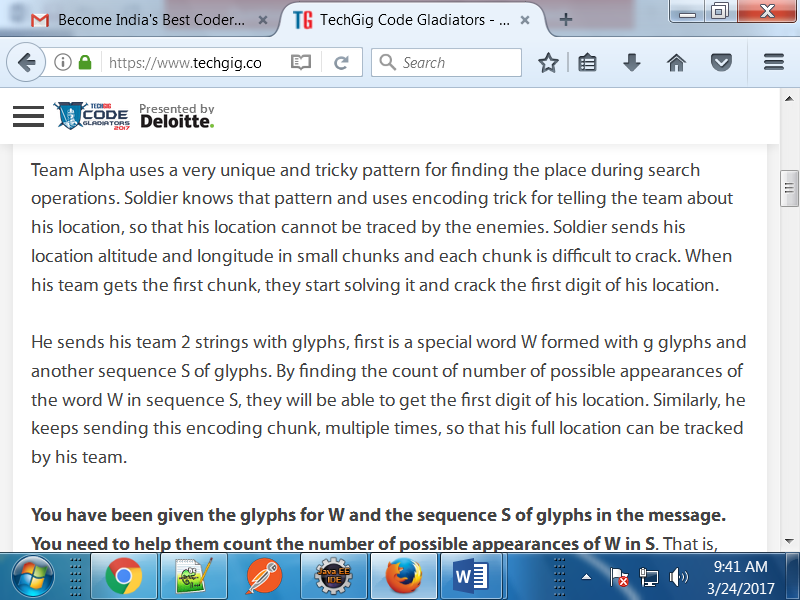 Become India's Best Coder...
TechGig Code Gladiators - ...
https://www.techgig.co
Search
TECHGIG
CODE
GLADIATORS
2017
Presented by
Deloitte.
Team Alpha uses a very unique and tricky pattern for finding the place during search
operations. Soldier knows that pattern and uses encoding trick for telling the team about
his location, so that his location cannot be traced by the enemies. Soldier sends his
location altitude and longitude in small chunks and each chunk is difficult to crack. When
his team gets the first chunk, they start solving it and crack the first digit of his location.
He sends his team 2 strings with glyphs, first is a special word W formed with g glyphs and
another sequence S of glyphs. By finding the count of number of possible appearances of
the word W in sequence S, they will be able to get the first digit of his location. Similarly, he
keeps sending this encoding chunk, multiple times, so that his full location can be tracked
by his team.
You have been given the glyphs for W and the sequence S of glyphs in the message.
You need to help them count the number of possible appearances of W in S. That is,
Java EE
IDE
9:41 AM
3/24/2017